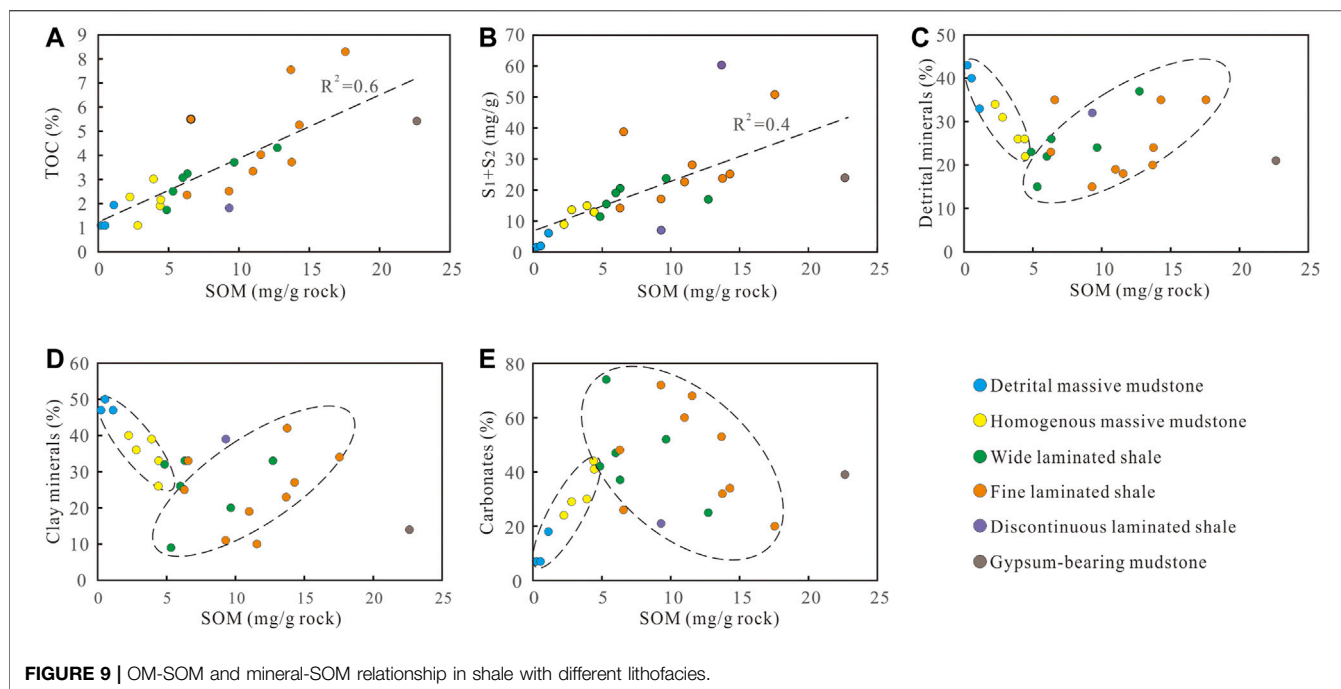 A
9
8
7
6
5
4
3
2
1
0
TOC (%)
R²=0.6
0 5 10 15 20 25
SOM (mg/g rock)
B
70
60
50
40
30
20
10
0
S₁+S₂ (mg/g)
R²=0.4
0 5 10 15 20 25
SOM (mg/g rock)
C
50
40
30
20
10
0
Detrital minerals (%)
0 5 10 15 20 25
SOM (mg/g rock)
D
60
50
40
30
20
10
0
Clay minerals (%)
0 5 10 15 20 25
SOM (mg/g rock)
E
80
60
40
20
0
Carbonates (%)
0 5 10 15 20 25
SOM (mg/g rock)
Detrital massive mudstone
Homogenous massive mudstone
Wide laminated shale
Fine laminated shale
Discontinuous laminated shale
Gypsum-bearing mudstone
FIGURE 9 | OM-SOM and mineral-SOM relationship in shale with different lithofacies.